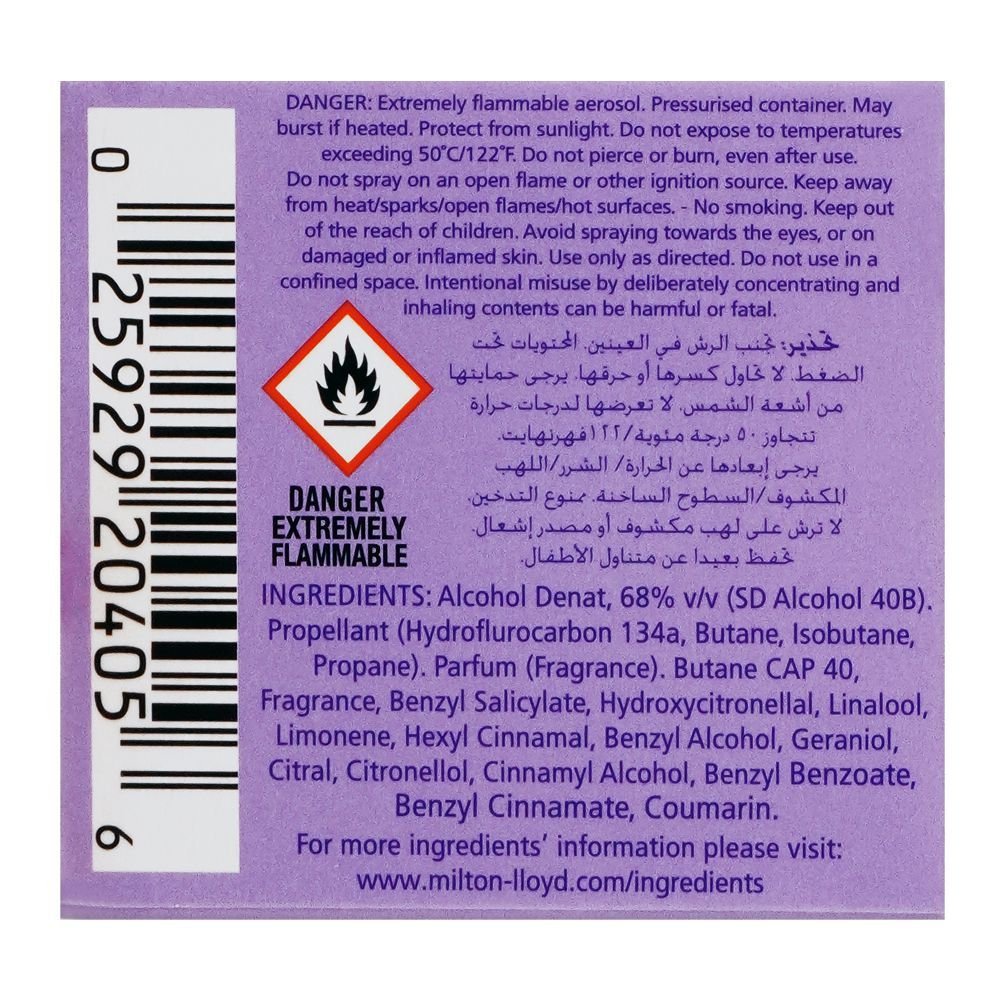 DANGER: Extremely flammable aerosol. Pressurised container. May
burst if heated. Protect from sunlight. Do not expose to temperatures
exceeding 50˚C/122˚F. Do not pierce or burn, even after use.
Do not spray on an open flame or other ignition source. Keep away
from heat/sparks/open flames/hot surfaces. - No smoking. Keep out
of the reach of children. Avoid spraying towards the eyes, or on
damaged or inflamed skin. Use only as directed. Do not use in a
confined space. Intentional misuse by deliberately concentrating and
inhaling contents can be harmful or fatal.
تحذير: تجنب الرش في العينين. المحتويات تحت
الضغط. لا تحاول كسرها أو حرقها. يرجى حمايتها
من أشعة الشمس. لا تعرضها لدرجات حرارة
تتجاوز ٥٠ درجة مئوية/١٢٢فهرنهايت.
يرجى إبعادها عن الحرارة/ الشرر/اللهب
المكشوف/السطوح الساخنة. ممنوع التدخين.
لا ترش على لهب مكشوف أو مصدر إشعال.
تحفظ بعيدا عن متناول الأطفال.
DANGER
EXTREMELY
FLAMMABLE
INGREDIENTS: Alcohol Denat, 68% v/v (SD Alcohol 40B).
Propellant (Hydroflurocarbon 134a, Butane, Isobutane,
Propane). Parfum (Fragrance). Butane CAP 40,
Fragrance, Benzyl Salicylate, Hydroxycitronellal, Linalool,
Limonene, Hexyl Cinnamal, Benzyl Alcohol, Geraniol,
Citral, Citronellol, Cinnamyl Alcohol, Benzyl Benzoate,
Benzyl Cinnamate, Coumarin.
For more ingredients' information please visit:
www.milton-lloyd.com/ingredients
0 25929 20405 6